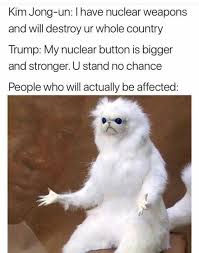 Kim Jong-un: I have nuclear weapons
and will destroy ur whole country
Trump: My nuclear button is bigger
and stronger. U stand no chance
People who will actually be affected: